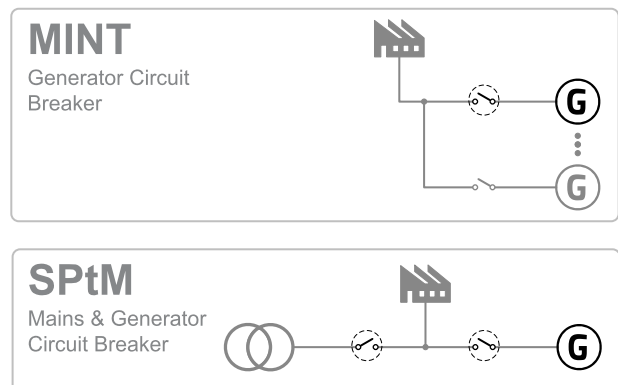 MINT
Generator Circuit
Breaker
G
G
SPtM
Mains & Generator
Circuit Breaker
G